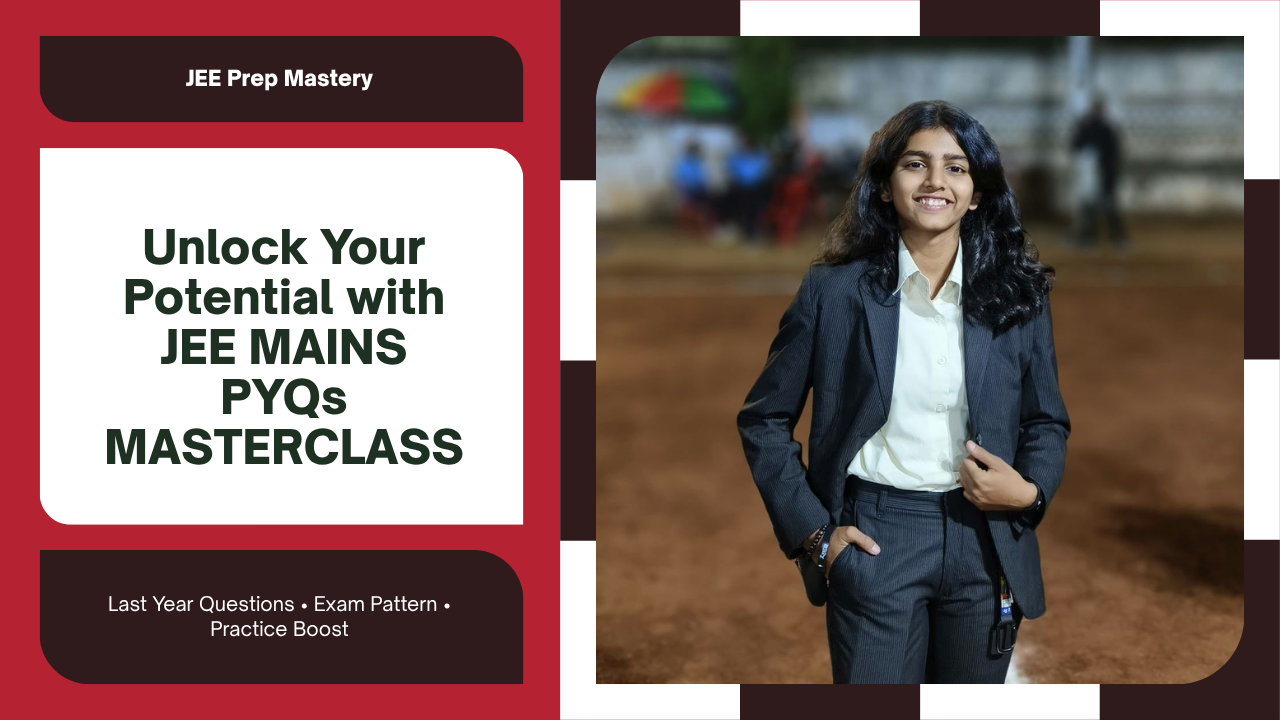 JEE Prep Mastery
Unlock Your
Potential with
JEE MAINS
PYQs
MASTERCLASS
Last Year Questions • Exam Pattern •
Practice Boost